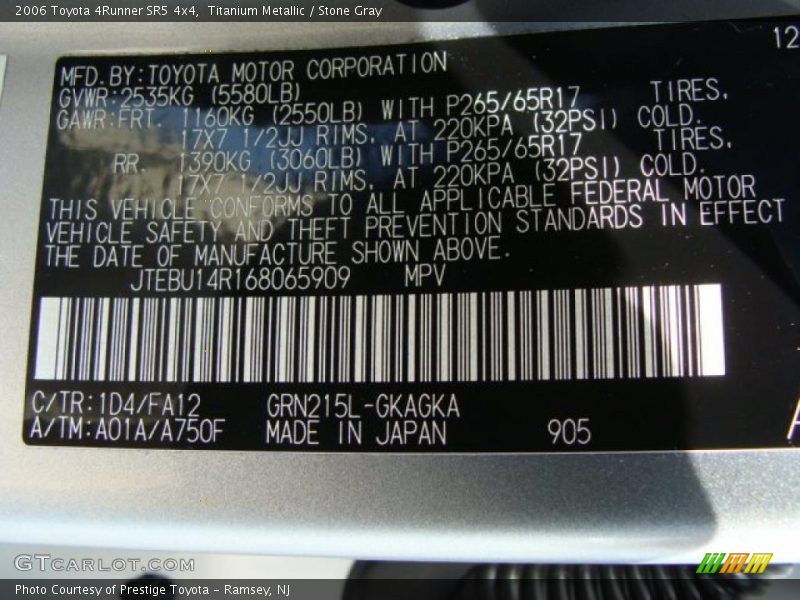 2006 Toyota 4Runner SR5 4x4, Titanium Metallic / Stone Gray
12
MFD.BY:TOYOTA MOTOR CORPORATION
GVWR:2535KG (5580LB)
GAWR:FRT. 1160KG (2550LB) WITH P265/65R17 TIRES,
17X7 1/2JJ RIMS, AT 220KPA (32PSI) COLD.
RR. 1390KG (3060LB) WITH P265/65R17 TIRES,
17X7 1/2JJ RIMS, AT 220KPA (32PSI) COLD.
THIS VEHICLE CONFORMS TO ALL APPLICABLE FEDERAL MOTOR
VEHICLE SAFETY AND THEFT PREVENTION STANDARDS IN EFFECT
THE DATE OF MANUFACTURE SHOWN ABOVE.
JTEBU14R168065909 MPV
C/TR:1D4/FA12 GRN215L-GKAGKA
A/TM:A01A/A750F MADE IN JAPAN 905
GTCARLOT.COM
Photo Courtesy of Prestige Toyota - Ramsey, NJ